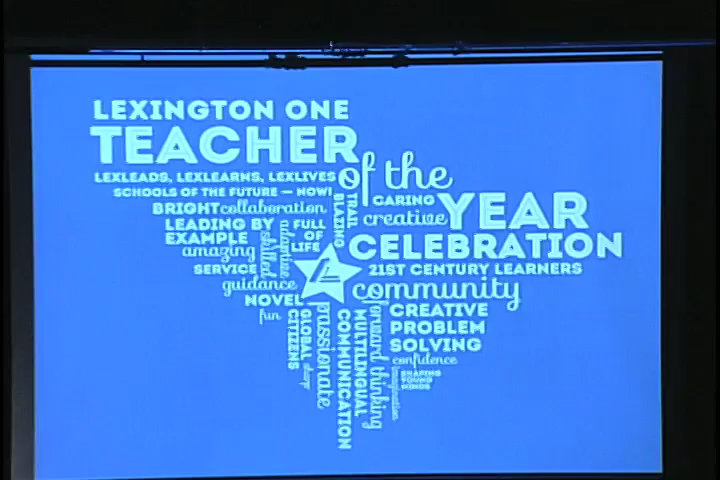 LEXINGTON ONE
TEACHER
of the
YEAR
CELEBRATION
LEXLEADS, LEXLEARNS, LEXLIVES
SCHOOLS OF THE FUTURE — NOW!
BRIGHT collaboration
LEADING BY
EXAMPLE
amazing
SERVICE
guidance
NOVEL
fun
skilled
adaptive
FULL
OF
LIFE
BLAZING
TRAIL
CARING
creative
21ST CENTURY LEARNERS
community
CREATIVE
PROBLEM
SOLVING
confidence
SHAPING
YOUNG
MINDS
GLOBAL
CITIZENS
passionate
COMMUNICATION
MULTILINGUAL
forward thinking